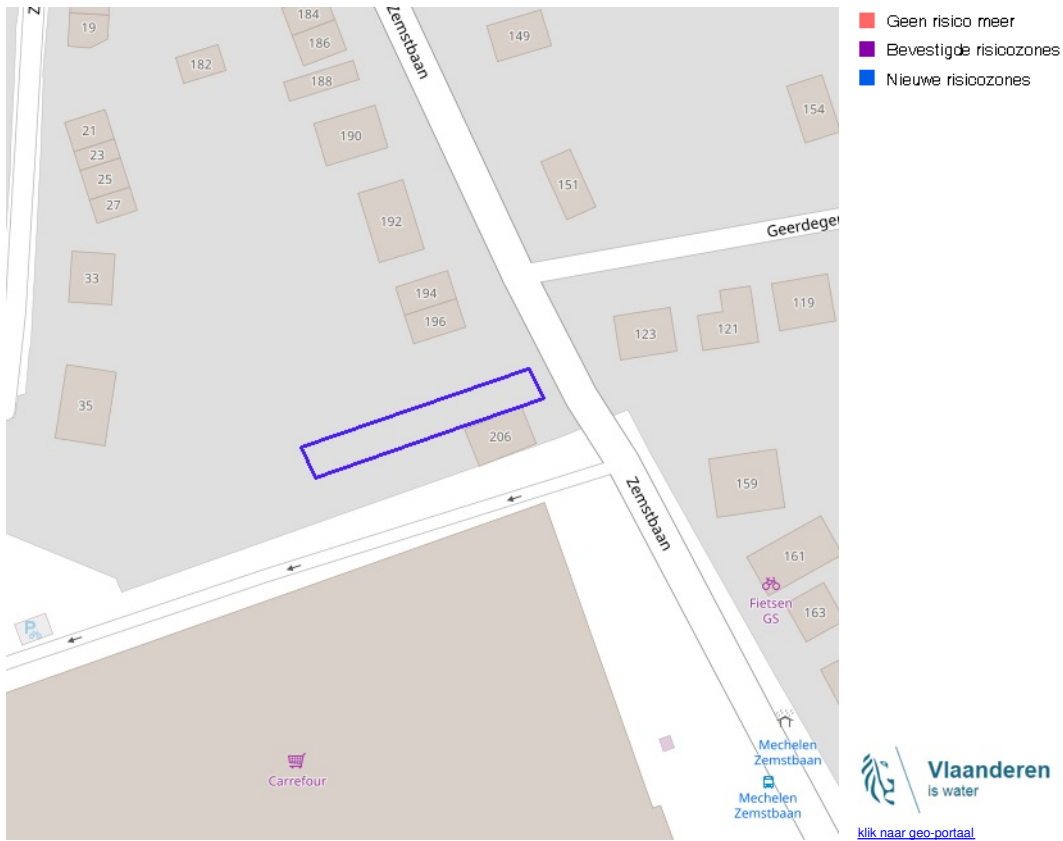 Z
19
184
186
Zemstbaan
149
182
188
154
21
23
25
27
190
151
192
Geerdege
33
194
196
123
121
119
35
206
Zemstbaan
159
161
Fietsen
GS
163
P
Carrefour
Mechelen
Zemstbaan
Mechelen
Zemstbaan
Geen risico meer
Bevestigde risicozones
Nieuwe risicozones
Vlaanderen
is water
klik naar geo-portaal